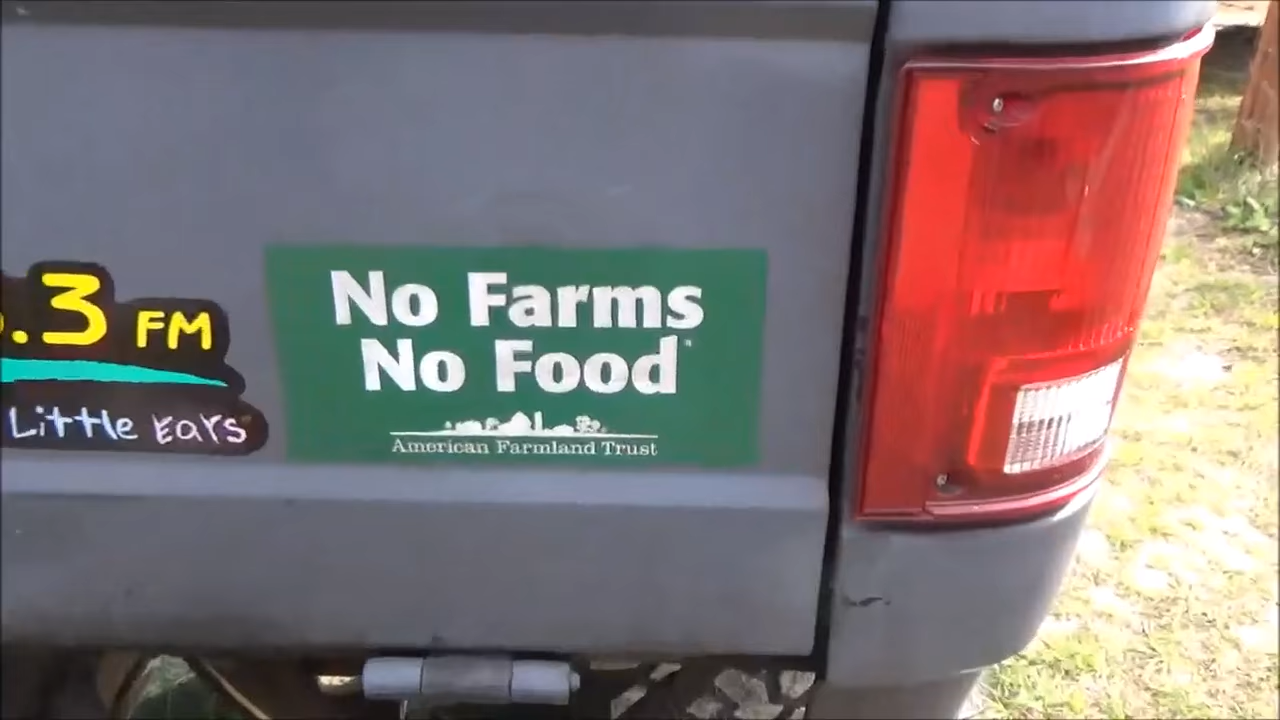 .3 FM
Little Ears"
No Farms
No Food
American Farmland Trust